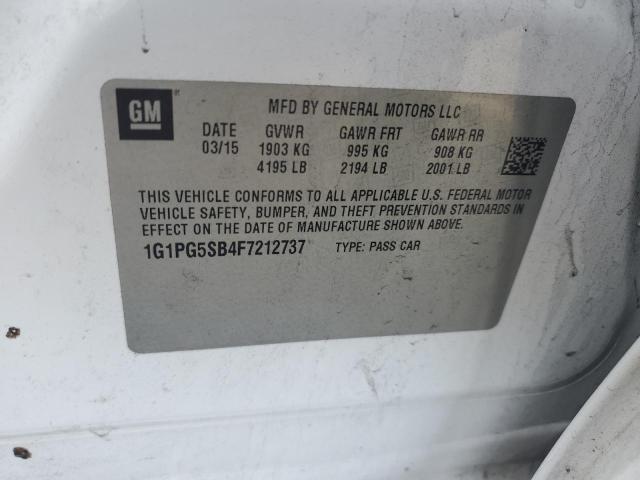 GM
MFD BY GENERAL MOTORS LLC
DATE GVWR GAWR FRT GAWR RR
03/15 1903 KG 995 KG 908 KG
4195 LB 2194 LB 2001 LB
THIS VEHICLE CONFORMS TO ALL APPLICABLE U.S. FEDERAL MOTOR
VEHICLE SAFETY, BUMPER, AND THEFT PREVENTION STANDARDS IN
EFFECT ON THE DATE OF MANUFACTURE SHOWN ABOVE.
1G1PG5SB4F7212737 TYPE: PASS CAR